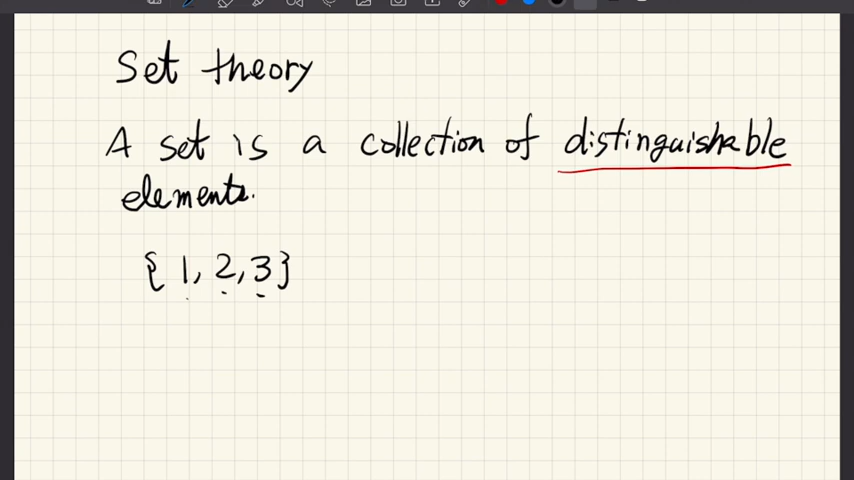 Set theory
A set is a collection of distinguishable
elements.
{ 1, 2, 3 }